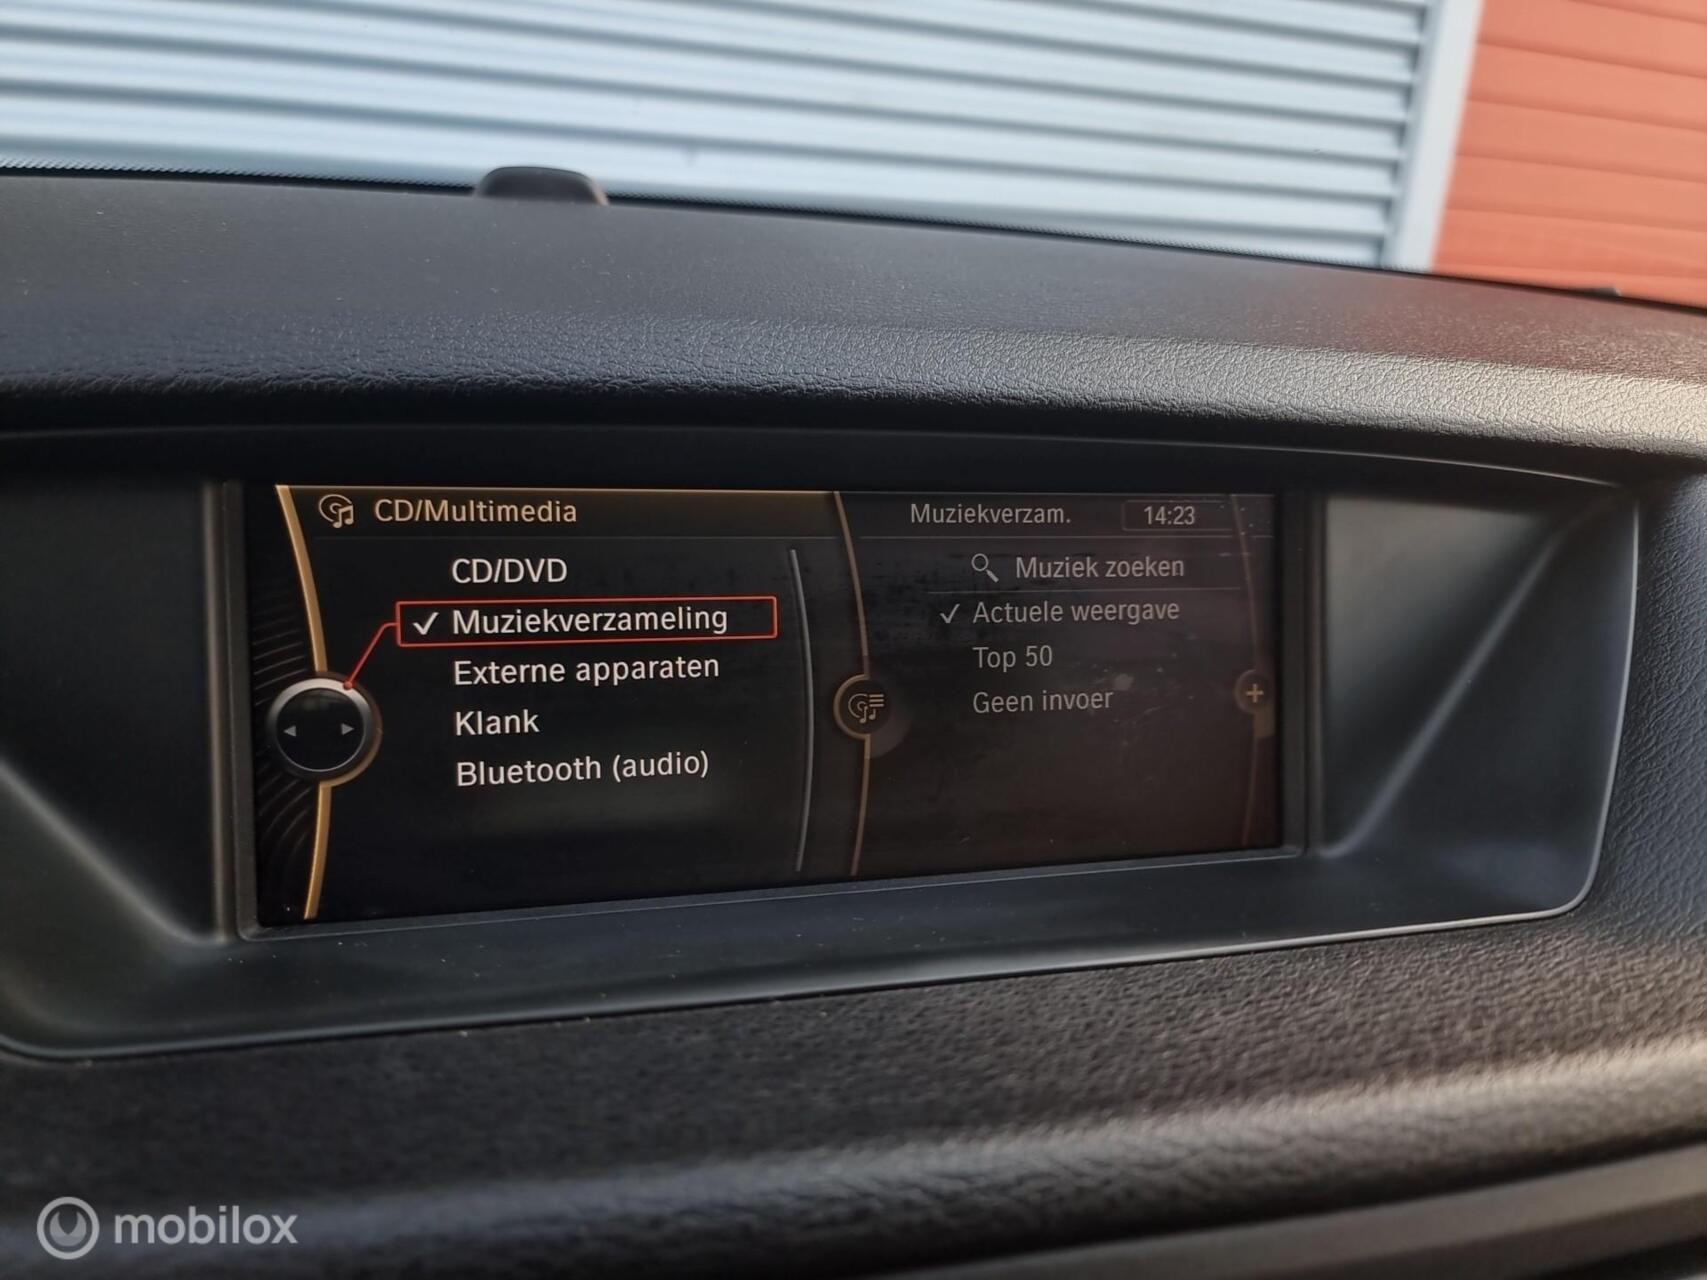 CD/Multimedia
CD/DVD
✓ Muziekverzameling
Externe apparaten
Klank
Bluetooth (audio)
Muziekverzam. 14:23
Muziek zoeken
✓ Actuele weergave
Top 50
Geen invoer
mobilox